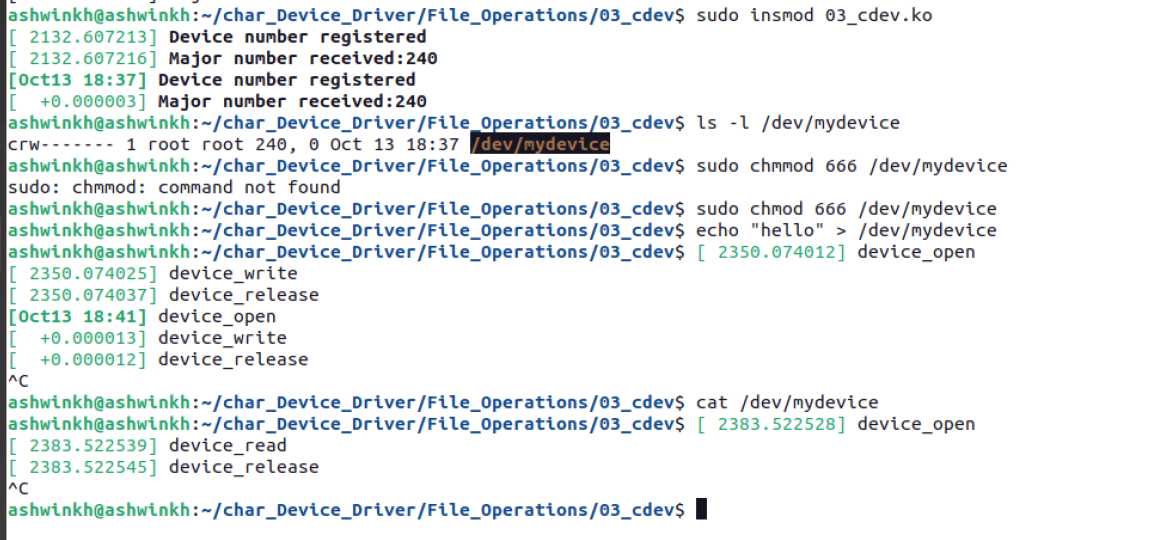 ashwinkh@ashwinkh:~/char_Device_Driver/File_Operations/03_cdev$ sudo insmod 03_cdev.ko
[ 2132.607213] Device number registered
[ 2132.607216] Major number received:240
[Oct13 18:37] Device number registered
[  +0.000003] Major number received:240
ashwinkh@ashwinkh:~/char_Device_Driver/File_Operations/03_cdev$ ls -l /dev/mydevice
crw------- 1 root root 240, 0 Oct 13 18:37 /dev/mydevice
ashwinkh@ashwinkh:~/char_Device_Driver/File_Operations/03_cdev$ sudo chmmod 666 /dev/mydevice
sudo: chmmod: command not found
ashwinkh@ashwinkh:~/char_Device_Driver/File_Operations/03_cdev$ sudo chmod 666 /dev/mydevice
ashwinkh@ashwinkh:~/char_Device_Driver/File_Operations/03_cdev$ echo "hello" > /dev/mydevice
ashwinkh@ashwinkh:~/char_Device_Driver/File_Operations/03_cdev$ [ 2350.074012] device_open
[ 2350.074025] device_write
[ 2350.074037] device_release
[Oct13 18:41] device_open
[  +0.000013] device_write
[  +0.000012] device_release
^C
ashwinkh@ashwinkh:~/char_Device_Driver/File_Operations/03_cdev$ cat /dev/mydevice
ashwinkh@ashwinkh:~/char_Device_Driver/File_Operations/03_cdev$ [ 2383.522528] device_open
[ 2383.522539] device_read
[ 2383.522545] device_release
^C
ashwinkh@ashwinkh:~/char_Device_Driver/File_Operations/03_cdev$